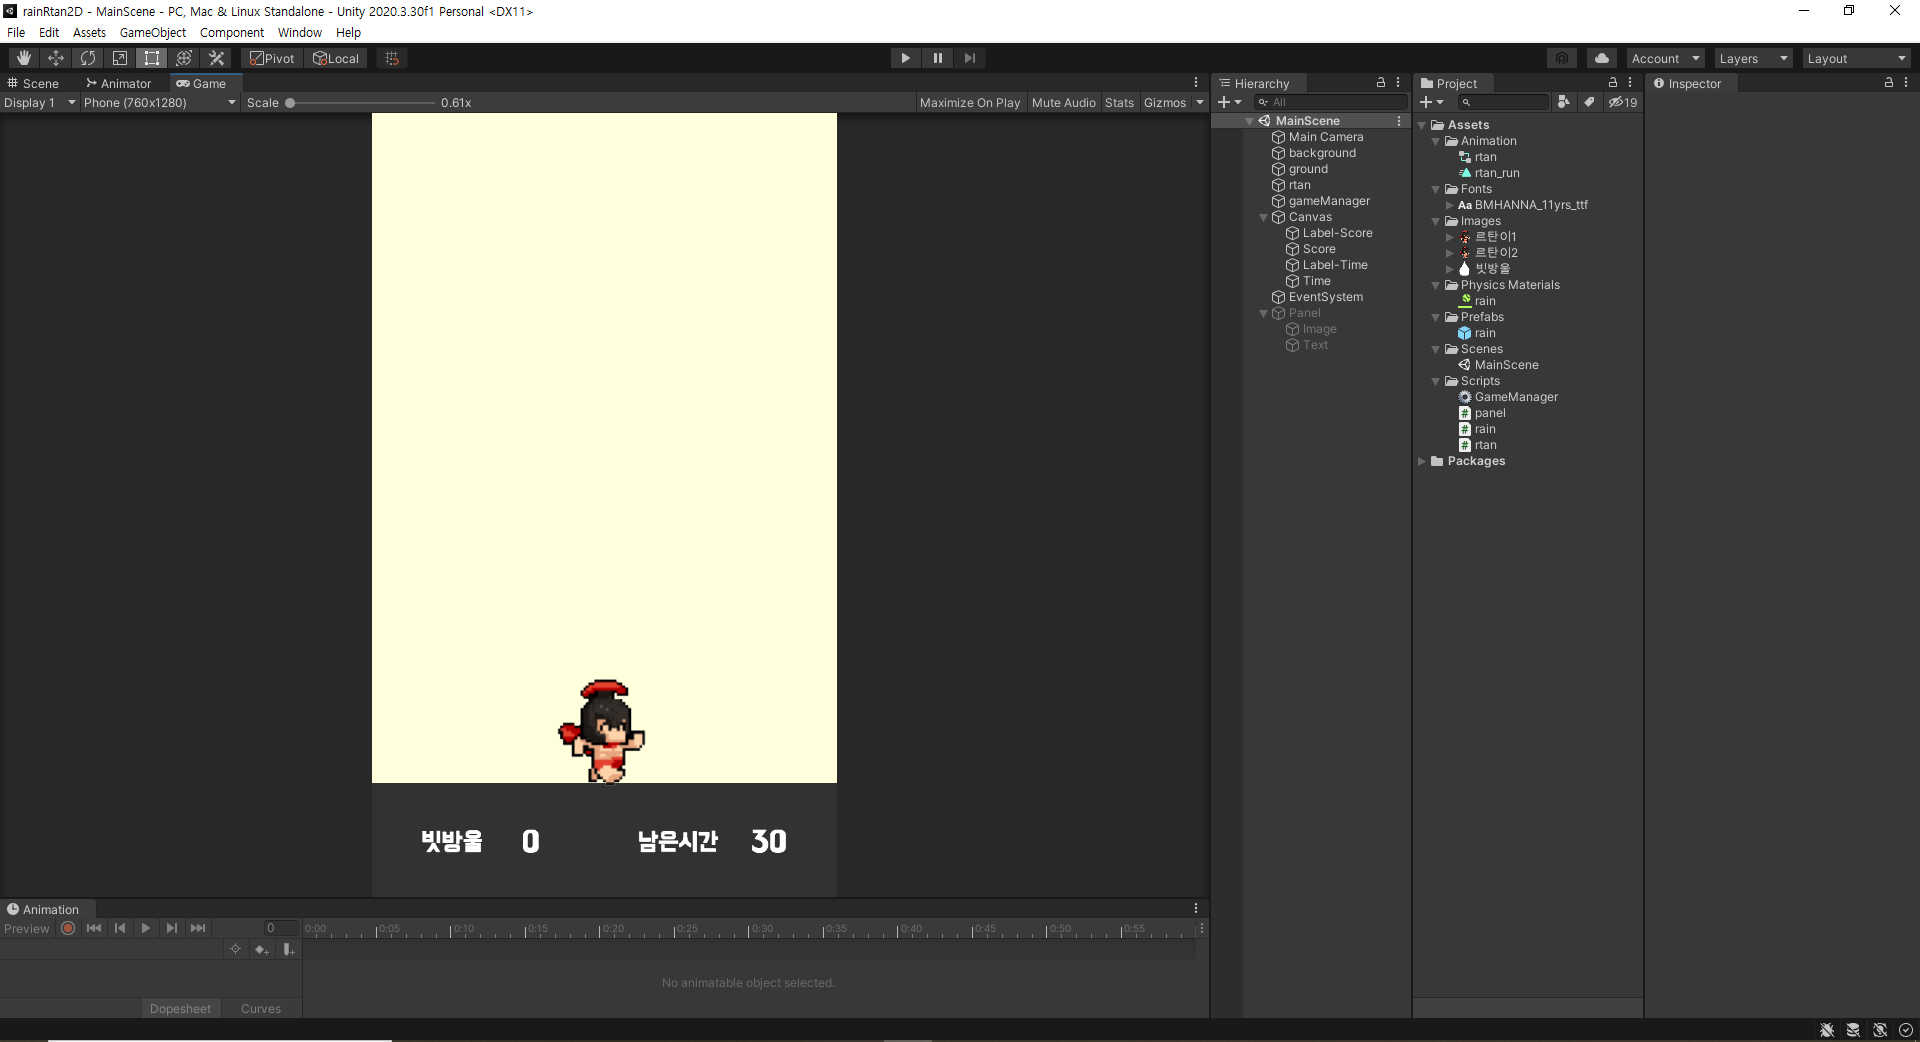 rainRtan2D - MainScene - PC, Mac & Linux Standalone - Unity 2020.3.30f1 Personal <DX11>
File Edit Assets GameObject Component Window Help
Pivot Local
Account Layers Layout
Scene Animator Game
Display 1 Phone (760x1280) Scale 0.61x Maximize On Play Mute Audio Stats Gizmos
빗방울 0 남은시간 30
Animation
Preview 0 0:00 0:05 0:10 0:15 0:20 0:25 0:30 0:35 0:40 0:45 0:50 0:55
No animatable object selected.
Dopesheet Curves
Hierarchy
All
MainScene
Main Camera
background
ground
rtan
gameManager
Canvas
Label-Score
Score
Label-Time
Time
EventSystem
Panel
Image
Text
Project
19
Assets
Animation
rtan
rtan_run
Fonts
Aa BMHANNA_11yrs_ttf
Images
르탄이1
르탄이2
빗방울
Physics Materials
rain
Prefabs
rain
Scenes
MainScene
Scripts
GameManager
# panel
# rain
# rtan
Packages
Inspector